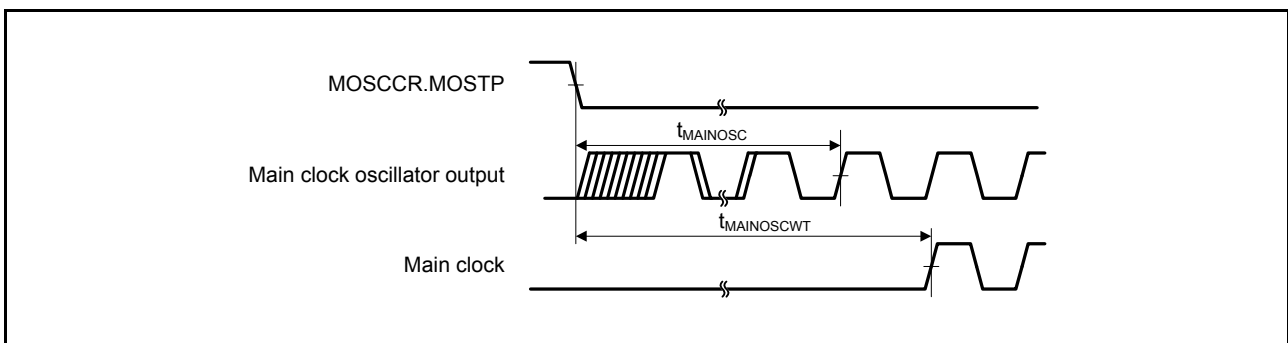 MOSCCR.MOSTP
tMAINOSC
Main clock oscillator output
tMAINOSCWT
Main clock